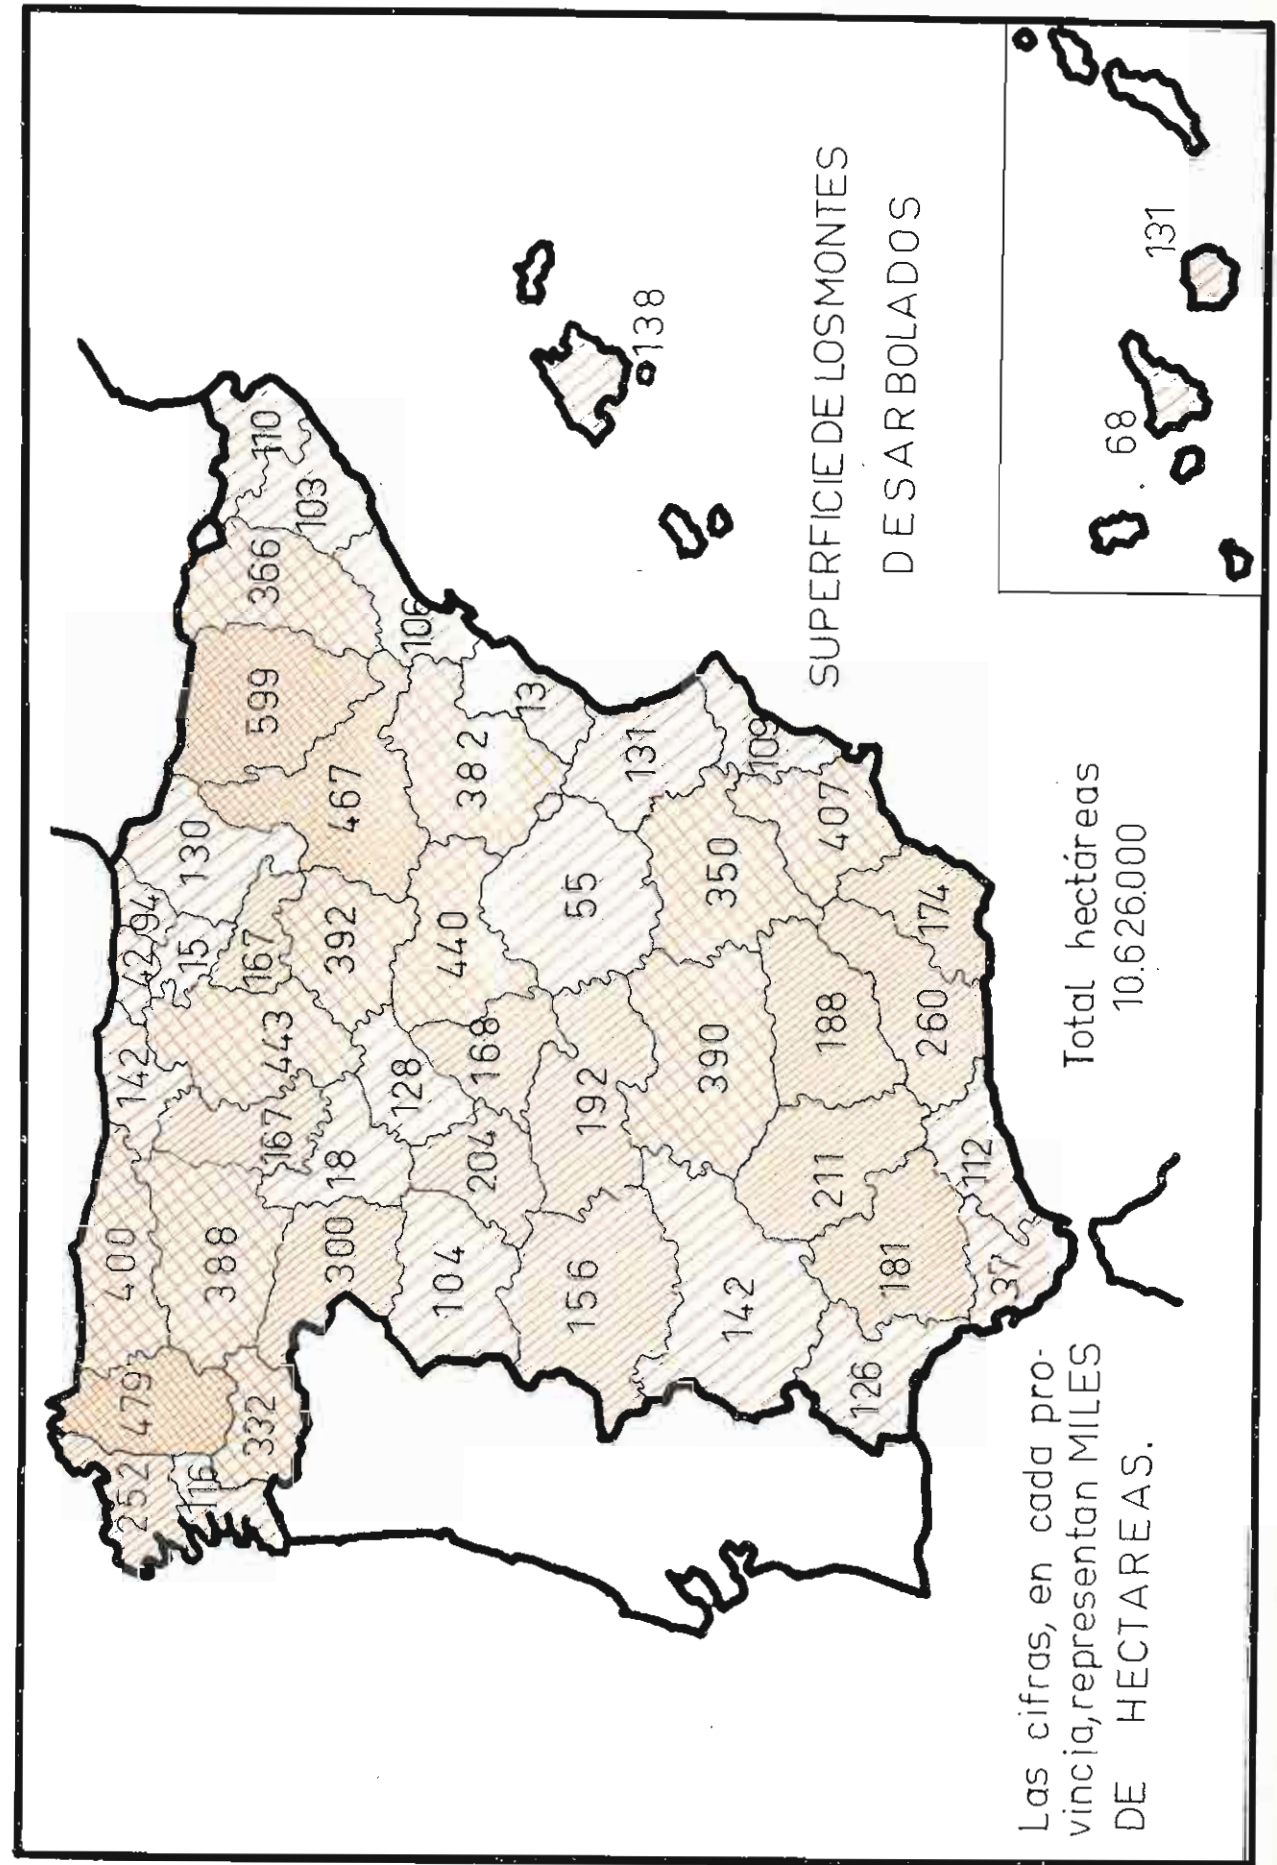 252 479 400 142 42 94
116 388 15 130
332 167 443 167 599 366 110
300 18 392 467 103
128 106
104 204 168 440 382
13
156 192 55 131 138
142 390 350 109
211 188 407
126 181 260 174
37 112
SUPERFICIE DE LOS MONTES
DESARBOLADOS
Las cifras, en cada pro-
vincia, representan MILES
DE HECTAREAS.
Total hectáreas
10.626.000
68 131